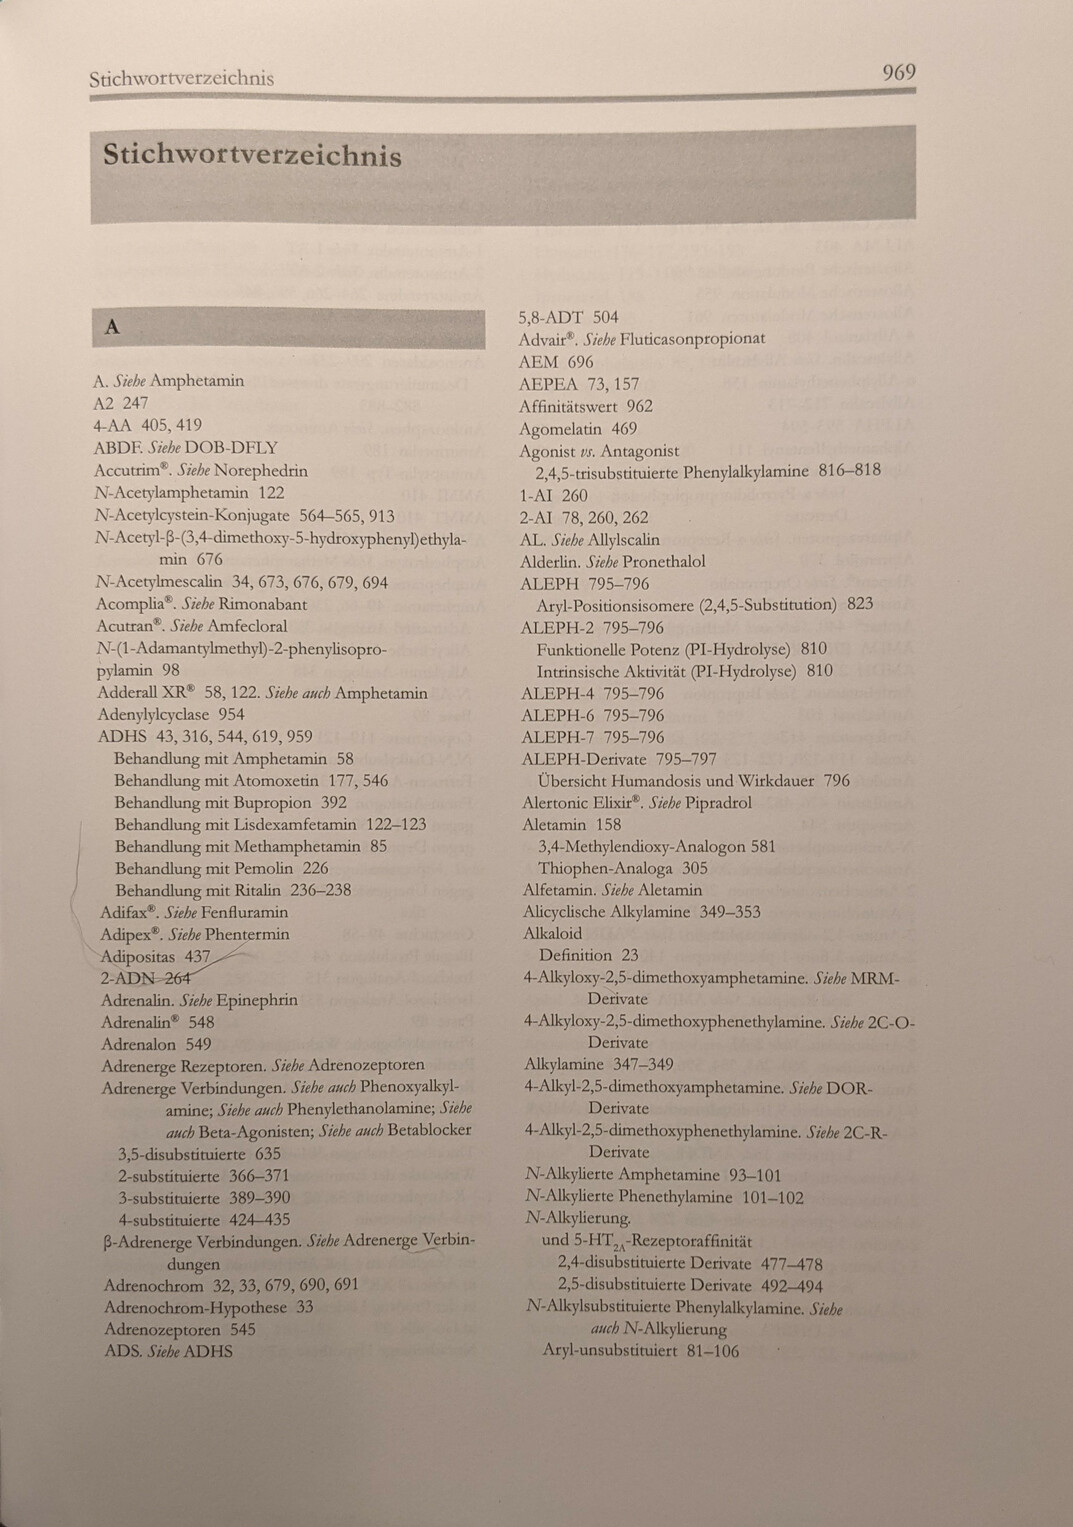 Stichwortverzeichnis 969
Stichwortverzeichnis
A
A. Siehe Amphetamin
A2 247
4-AA 405, 419
ABDF. Siehe DOB-DFLY
Accutrim®. Siehe Norephedrin
N-Acetylamphetamin 122
N-Acetylcystein-Konjugate 564–565, 913
N-Acetyl-β-(3,4-dimethoxy-5-hydroxyphenyl)ethyla-
min 676
N-Acetylmescalin 34, 673, 676, 679, 694
Acomplia®. Siehe Rimonabant
Acutran®. Siehe Amfecloral
N-(1-Adamantylmethyl)-2-phenylisopro-
pylamin 98
Adderall XR® 58, 122. Siehe auch Amphetamin
Adenylylcyclase 954
ADHS 43, 316, 544, 619, 959
Behandlung mit Amphetamin 58
Behandlung mit Atomoxetin 177, 546
Behandlung mit Bupropion 392
Behandlung mit Lisdexamfetamin 122–123
Behandlung mit Methamphetamin 85
Behandlung mit Pemolin 226
Behandlung mit Ritalin 236–238
Adifax®. Siehe Fenfluramin
Adipex®. Siehe Phentermin
Adipositas 437
2-ADN 264
Adrenalin. Siehe Epinephrin
Adrenalin® 548
Adrenalon 549
Adrenerge Rezeptoren. Siehe Adrenozeptoren
Adrenerge Verbindungen. Siehe auch Phenoxyalkyl-
amine; Siehe auch Phenylethanolamine; Siehe
auch Beta-Agonisten; Siehe auch Betablocker
3,5-disubstituierte 635
2-substituierte 366–371
3-substituierte 389–390
4-substituierte 424–435
β-Adrenerge Verbindungen. Siehe Adrenerge Verbin-
dungen
Adrenochrom 32, 33, 679, 690, 691
Adrenochrom-Hypothese 33
Adrenozeptoren 545
ADS. Siehe ADHS
5,8-ADT 504
Advair®. Siehe Fluticasonpropionat
AEM 696
AEPEA 73, 157
Affinitätswert 962
Agomelatin 469
Agonist vs. Antagonist
2,4,5-trisubstituierte Phenylalkylamine 816–818
1-AI 260
2-AI 78, 260, 262
AL. Siehe Allylscalin
Alderlin. Siehe Pronethalol
ALEPH 795–796
Aryl-Positionsisomere (2,4,5-Substitution) 823
ALEPH-2 795–796
Funktionelle Potenz (PI-Hydrolyse) 810
Intrinsische Aktivität (PI-Hydrolyse) 810
ALEPH-4 795–796
ALEPH-6 795–796
ALEPH-7 795–796
ALEPH-Derivate 795–797
Übersicht Humandosis und Wirkdauer 796
Alertonic Elixir®. Siehe Pipradrol
Aletamin 158
3,4-Methylendioxy-Analogon 581
Thiophen-Analoga 305
Alfetamin. Siehe Aletamin
Alicyclische Alkylamine 349–353
Alkaloid
Definition 23
4-Alkyloxy-2,5-dimethoxyamphetamine. Siehe MRM-
Derivate
4-Alkyloxy-2,5-dimethoxyphenethylamine. Siehe 2C-O-
Derivate
Alkylamine 347–349
4-Alkyl-2,5-dimethoxyamphetamine. Siehe DOR-
Derivate
4-Alkyl-2,5-dimethoxyphenethylamine. Siehe 2C-R-
Derivate
N-Alkylierte Amphetamine 93–101
N-Alkylierte Phenethylamine 101–102
N-Alkylierung.
und 5-HT2A-Rezeptoraffinität
2,4-disubstituierte Derivate 477–478
2,5-disubstituierte Derivate 492–494
N-Alkylsubstituierte Phenylalkylamine. Siehe
auch N-Alkylierung
Aryl-unsubstituiert 81–106